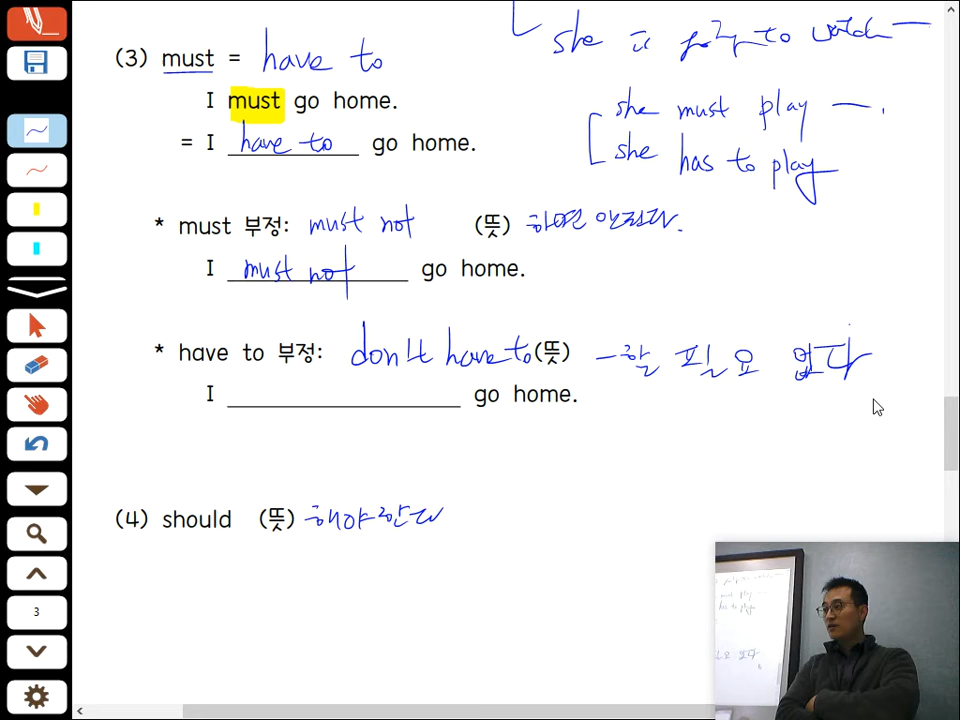 she is going to watch —
(3) must = have to
I must go home.
she must play — .
= I have to go home.
she has to play
* must 부정: must not (뜻) 하면 안된다.
I must not go home.
* have to 부정: don't have to (뜻) –할 필요 없다
I ____ go home.
(4) should (뜻) 해야한다
3